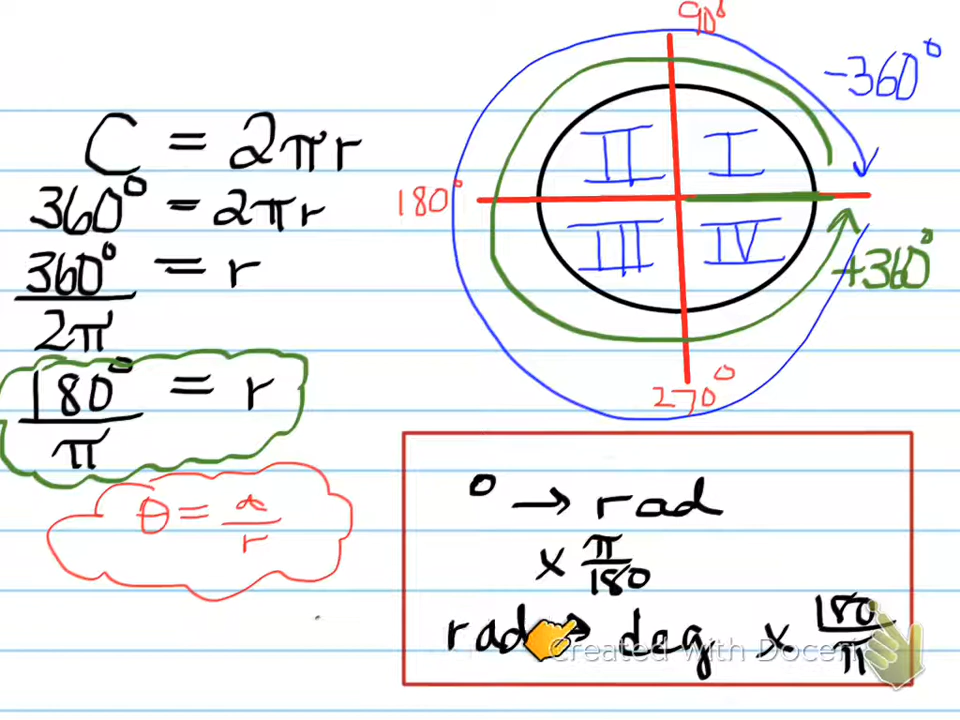 C = 2πr
360° = 2πr
360° / 2π = r
180° / π = r
θ = a / r
90°
-360°
II I
180°
III IV
+360°
270°
° → rad
× π / 180
rad → deg × 180 / π
Created with Doceri